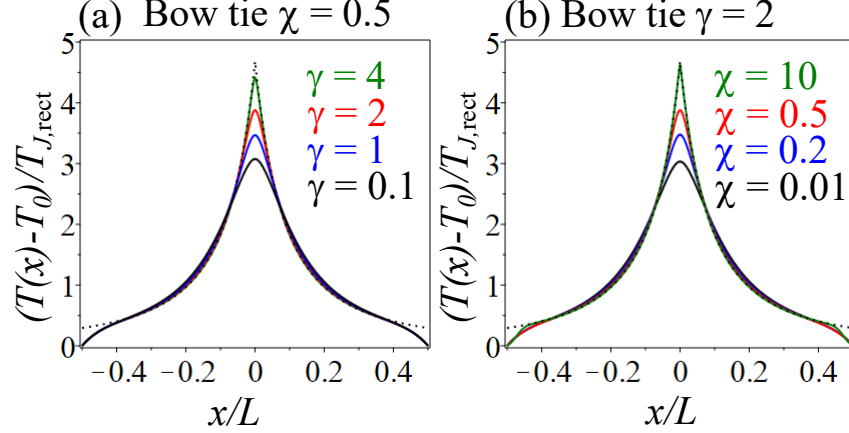 (a) Bow tie χ = 0.5
(T(x)-T₀)/T_J,rect
5
4
3
2
1
0
γ = 4
γ = 2
γ = 1
γ = 0.1
−0.4 −0.2 0 0.2 0.4
x/L
(b) Bow tie γ = 2
(T(x)-T₀)/T_J,rect
5
4
3
2
1
0
χ = 10
χ = 0.5
χ = 0.2
χ = 0.01
−0.4 −0.2 0 0.2 0.4
x/L